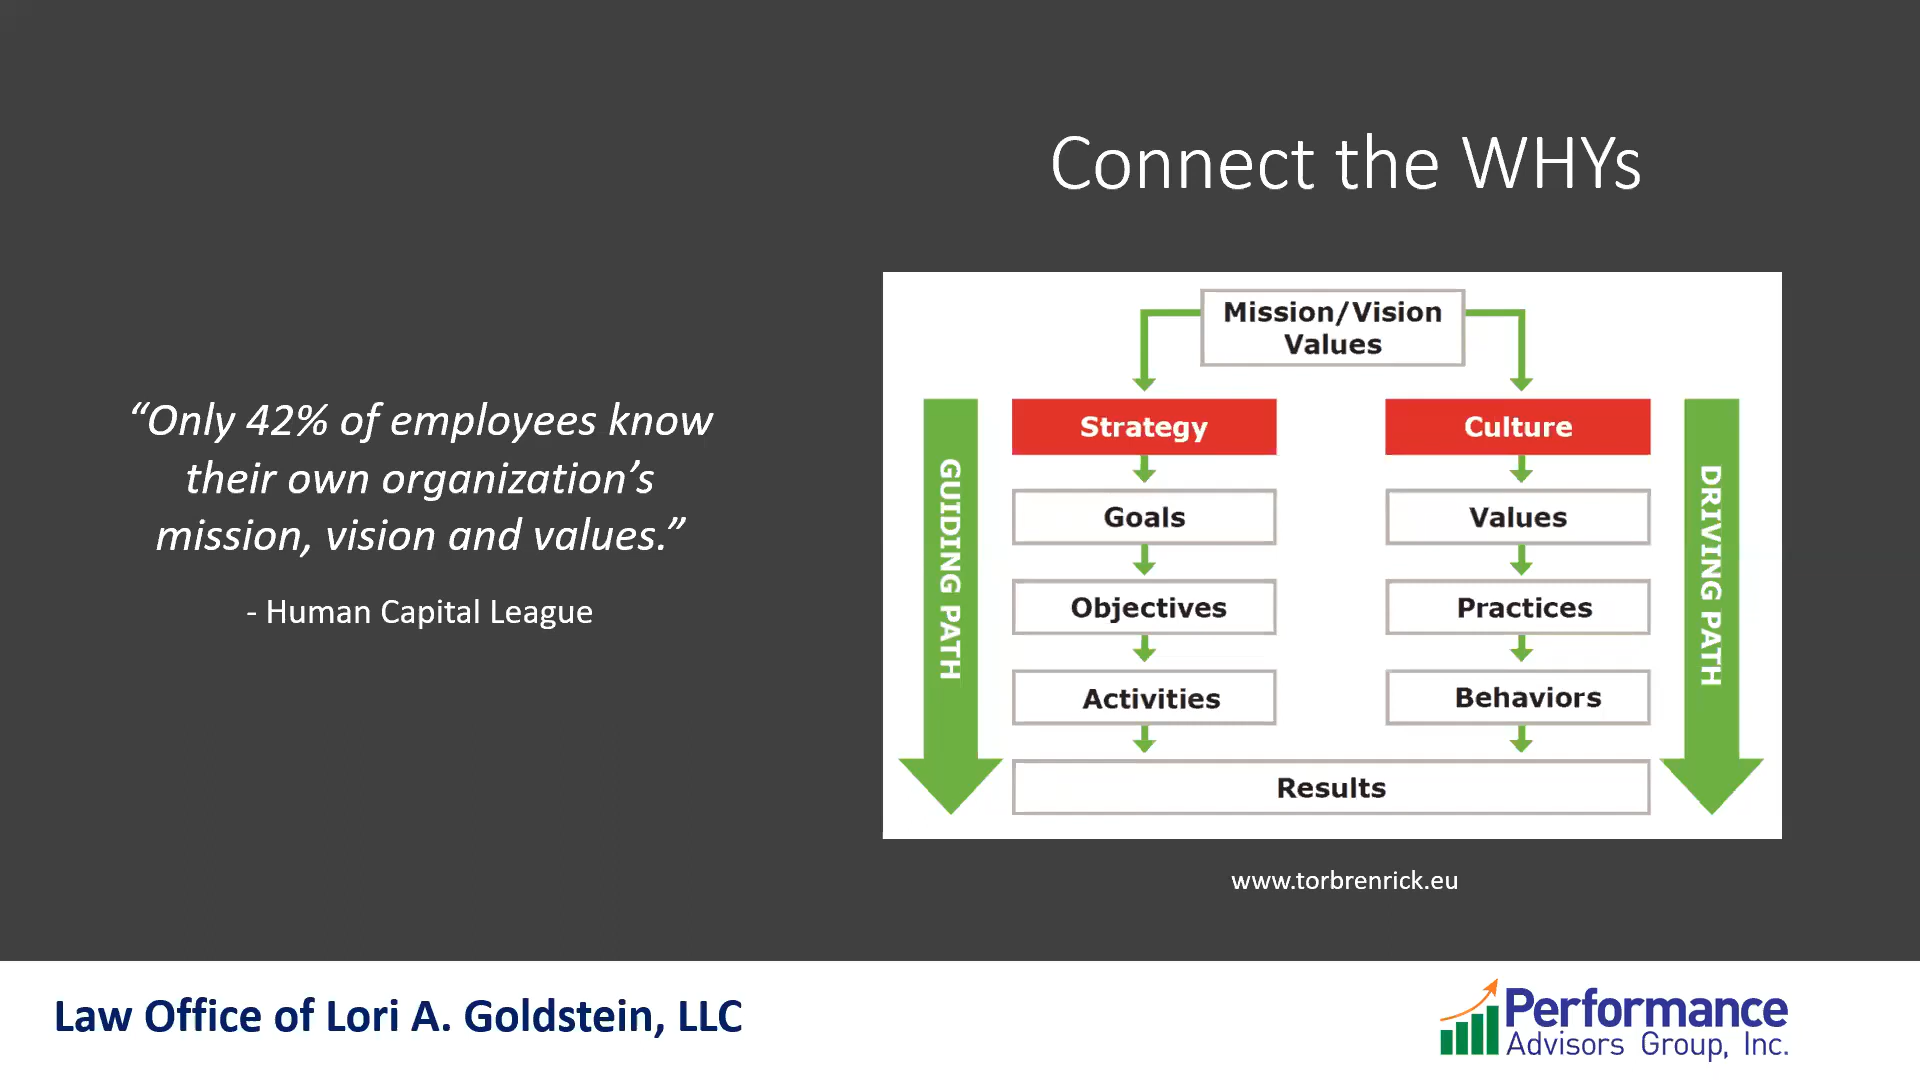 Connect the WHYs
“Only 42% of employees know
their own organization’s
mission, vision and values.”
- Human Capital League
Mission/Vision
Values
GUIDING PATH
Strategy
Goals
Objectives
Activities
Culture
Values
Practices
Behaviors
DRIVING PATH
Results
www.torbrenrick.eu
Law Office of Lori A. Goldstein, LLC
Performance
Advisors Group, Inc.